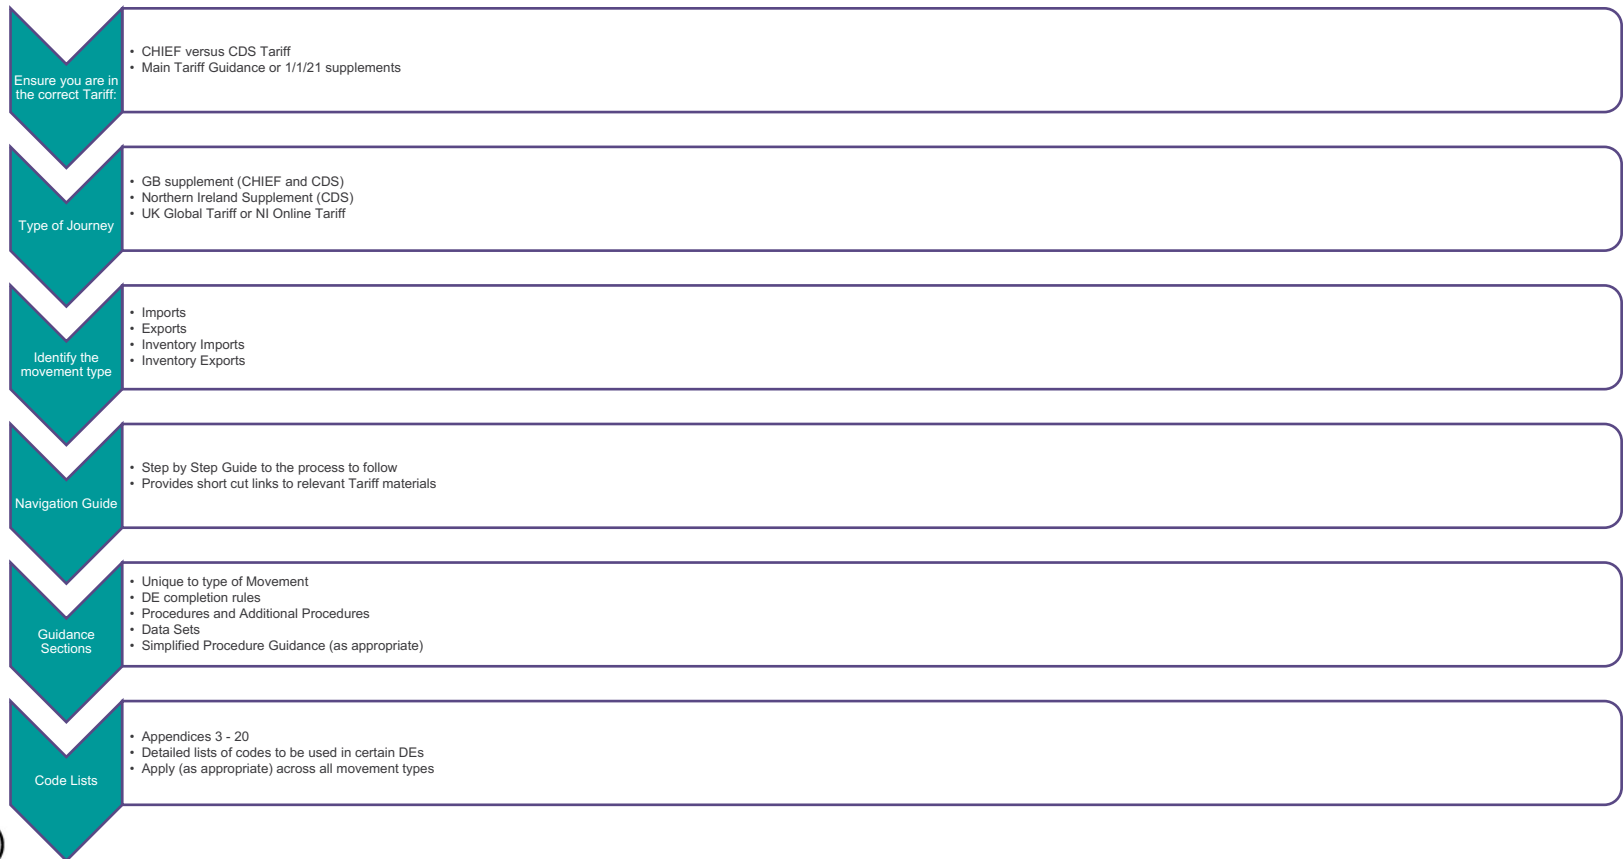 Ensure you are in
the correct Tariff:
• CHIEF versus CDS Tariff
• Main Tariff Guidance or 1/1/21 supplements
Type of Journey
• GB supplement (CHIEF and CDS)
• Northern Ireland Supplement (CDS)
• UK Global Tariff or NI Online Tariff
Identify the
movement type
• Imports
• Exports
• Inventory Imports
• Inventory Exports
Navigation Guide
• Step by Step Guide to the process to follow
• Provides short cut links to relevant Tariff materials
Guidance
Sections
• Unique to type of Movement
• DE completion rules
• Procedures and Additional Procedures
• Data Sets
• Simplified Procedure Guidance (as appropriate)
Code Lists
• Appendices 3 - 20
• Detailed lists of codes to be used in certain DEs
• Apply (as appropriate) across all movement types